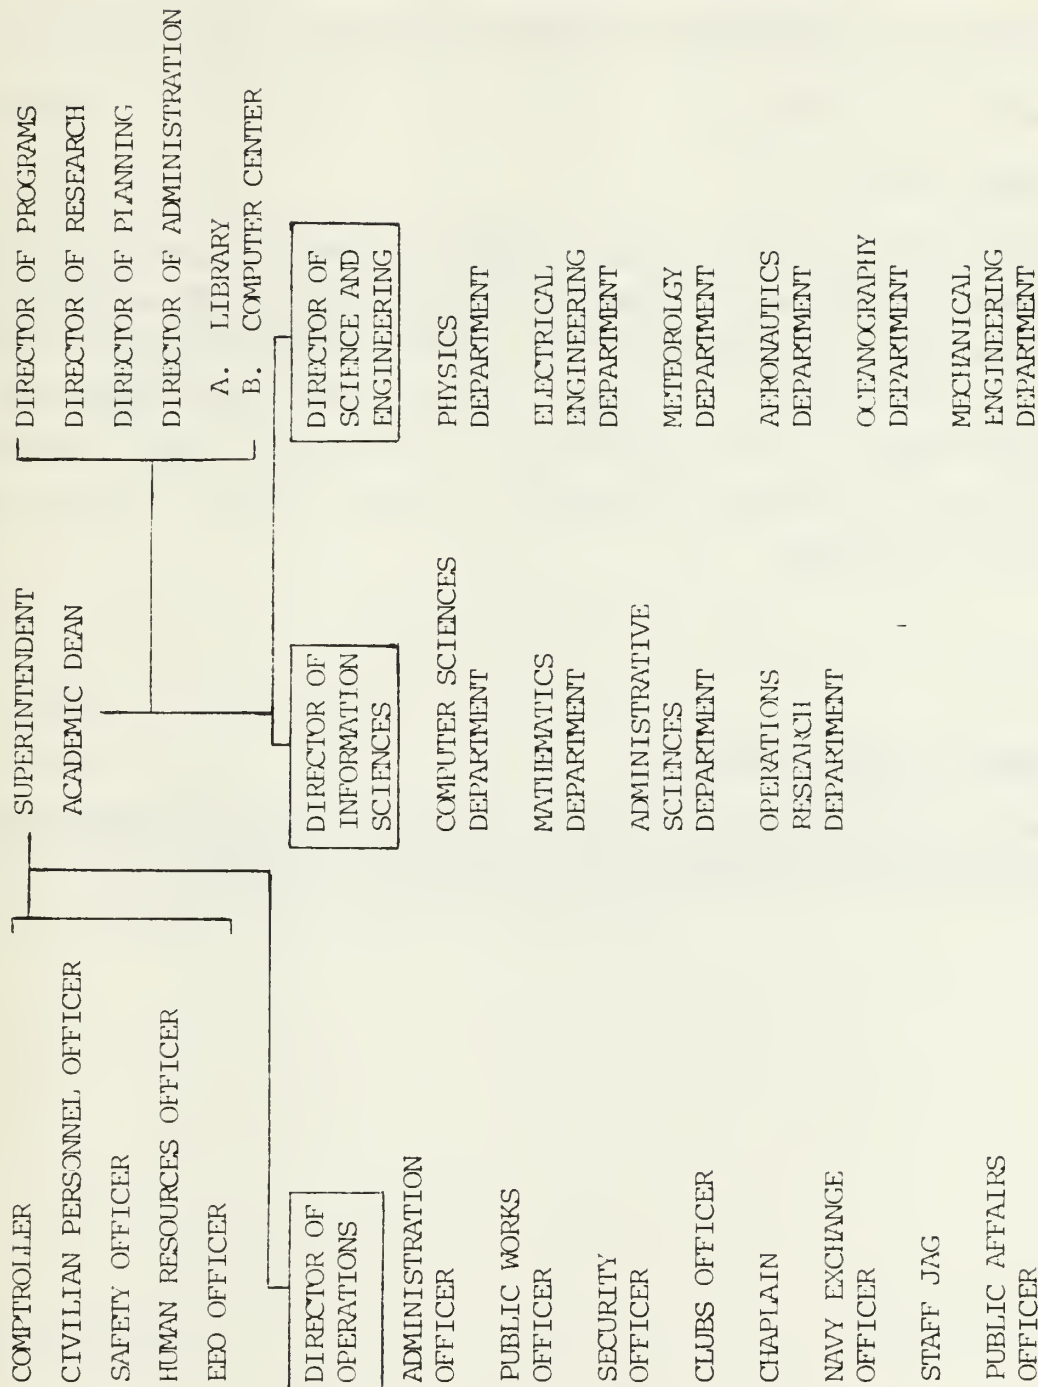 COMPTROLLER
CIVILIAN PERSONNEL OFFICER
SAFETY OFFICER
HUMAN RESOURCES OFFICER
EEO OFFICER
SUPERINTENDENT
ACADEMIC DEAN
DIRECTOR OF PROGRAMS
DIRECTOR OF RESEARCH
DIRECTOR OF PLANNING
DIRECTOR OF ADMINISTRATION
A. LIBRARY
B. COMPUTER CENTER
DIRECTOR OF
OPERATIONS
ADMINISTRATION
OFFICER
PUBLIC WORKS
OFFICER
SECURITY
OFFICER
CLUBS OFFICER
CHAPLAIN
NAVY EXCHANGE
OFFICER
STAFF JAG
PUBLIC AFFAIRS
OFFICER
DIRECTOR OF
INFORMATION
SCIENCES
COMPUTER SCIENCES
DEPARTMENT
MATHEMATICS
DEPARTMENT
ADMINISTRATIVE
SCIENCES
DEPARTMENT
OPERATIONS
RESEARCH
DEPARTMENT
DIRECTOR OF
SCIENCE AND
ENGINEERING
PHYSICS
DEPARTMENT
ELECTRICAL
ENGINEERING
DEPARTMENT
METEOROLGY
DEPARTMENT
AERONAUTICS
DEPARTMENT
OCEANOGRAPHY
DEPARTMENT
MECHANICAL
ENGINEERING
DEPARTMENT